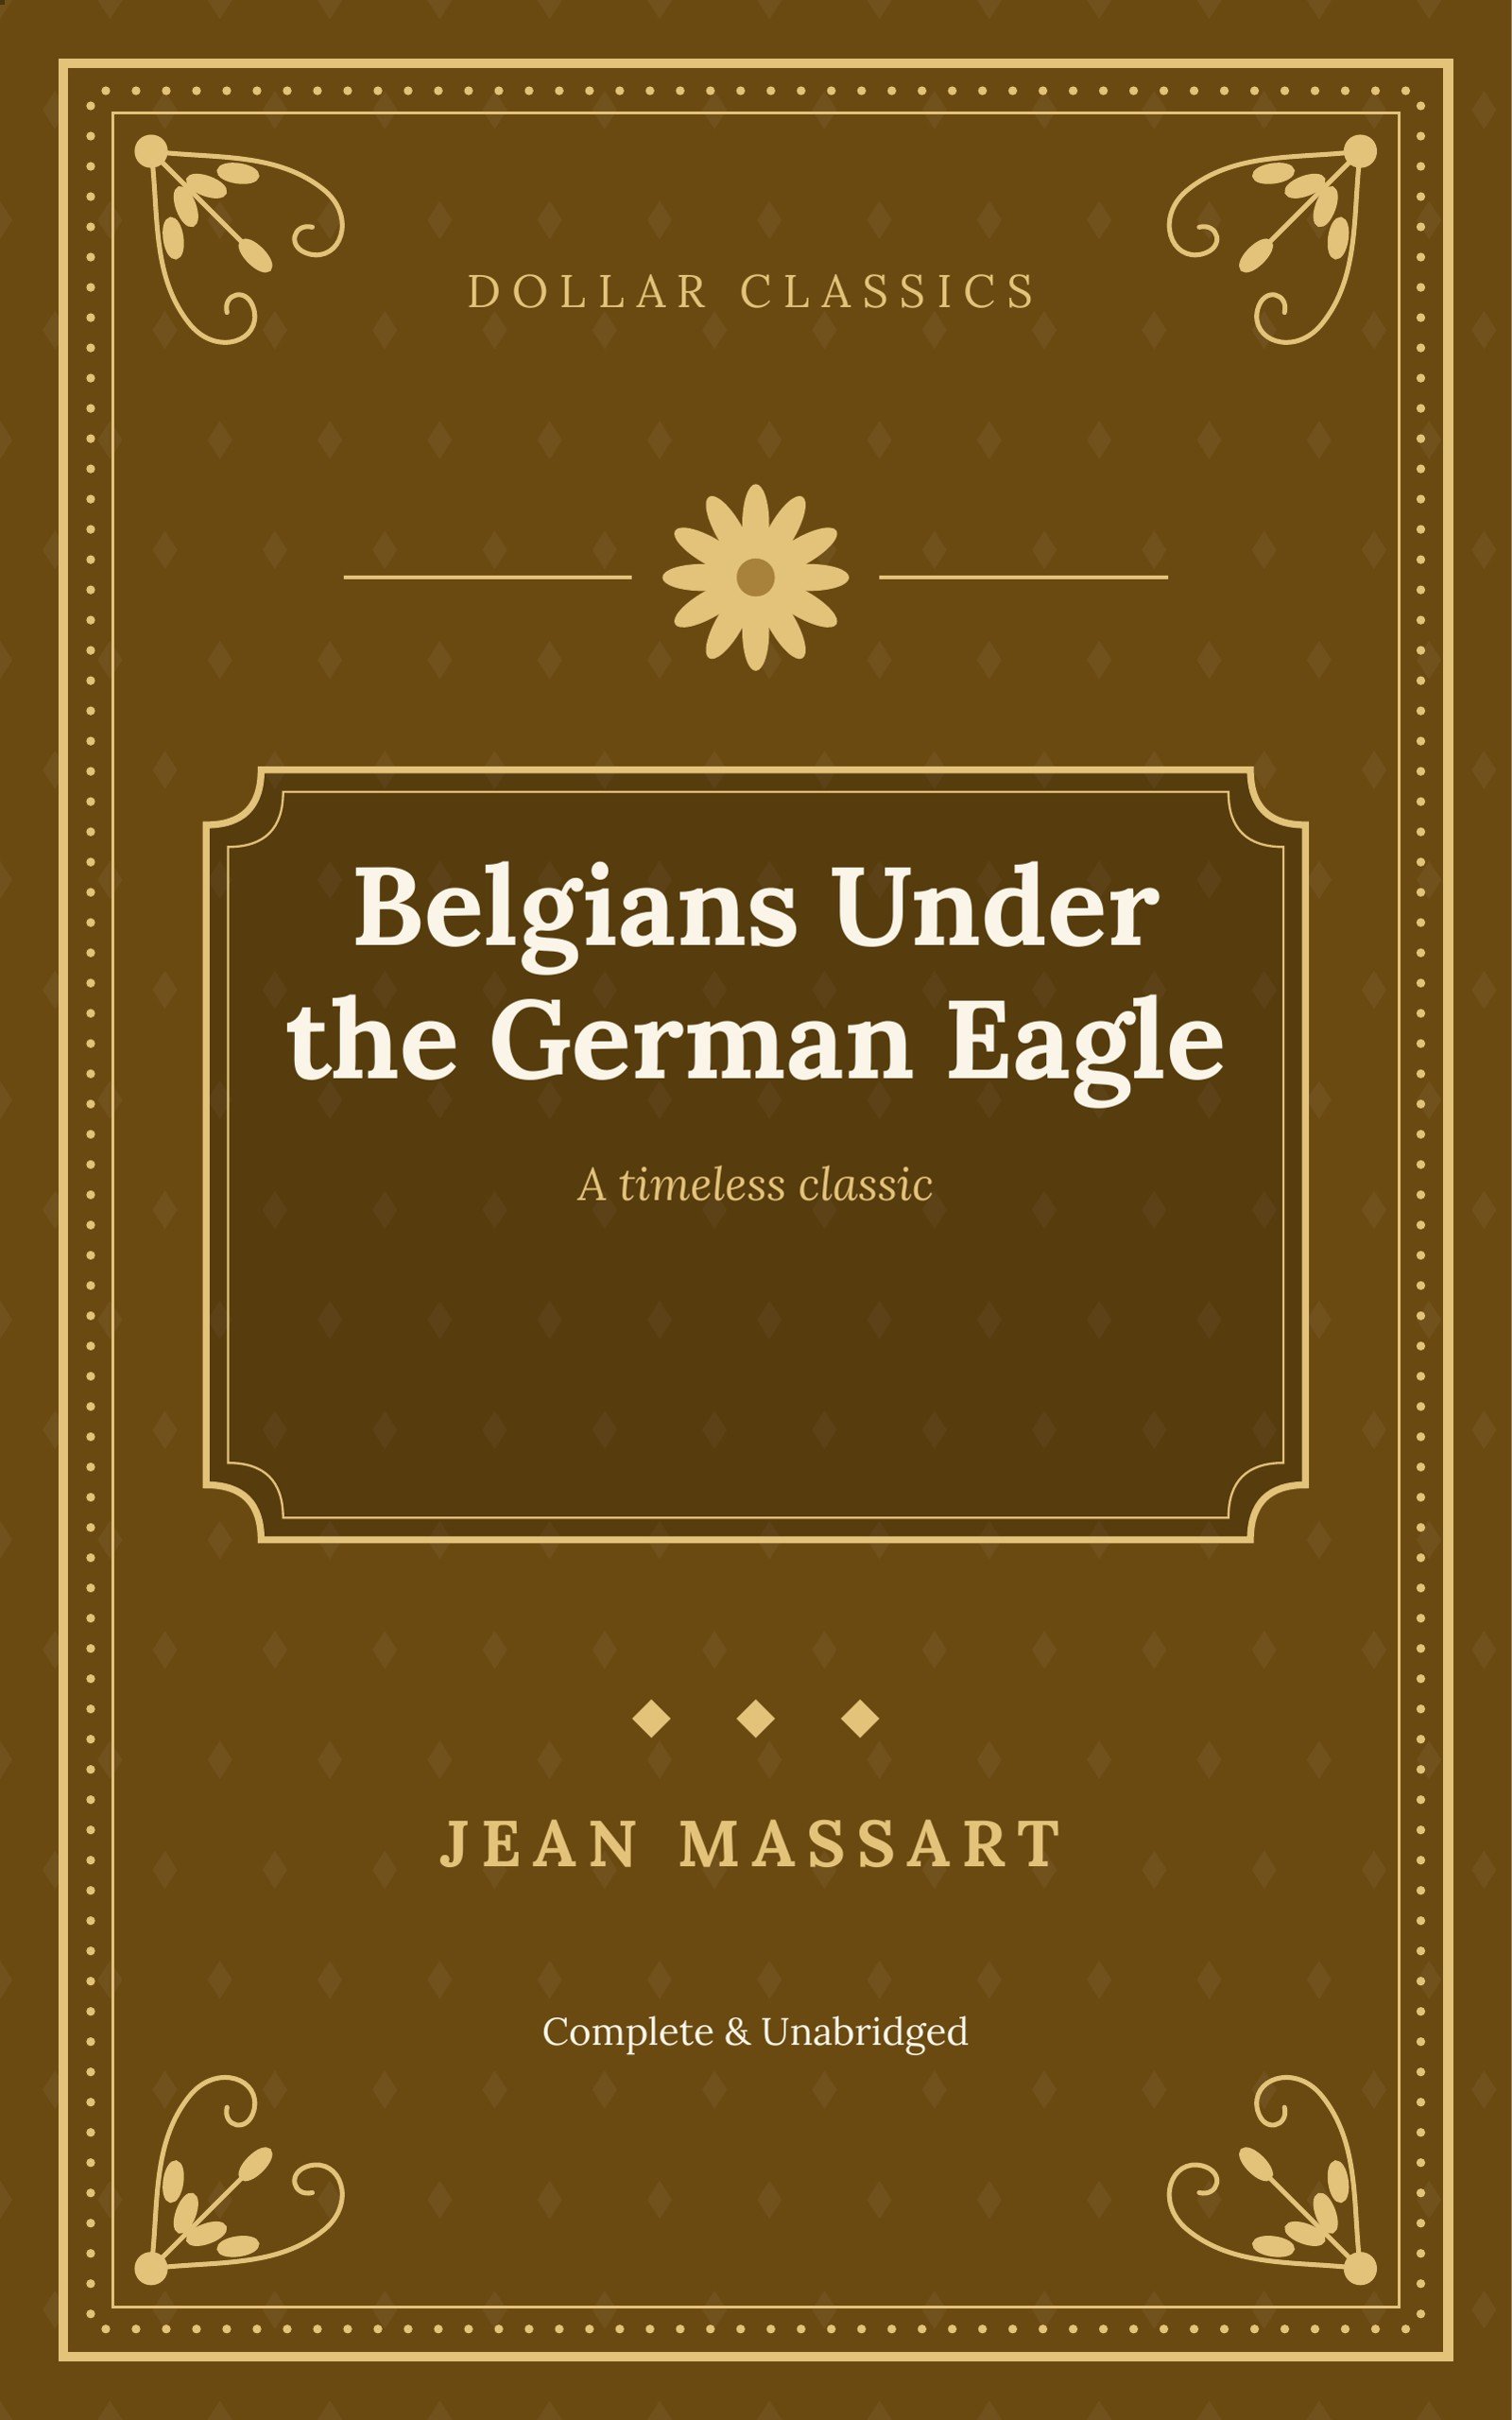 DOLLAR CLASSICS
Belgians Under
the German Eagle
A timeless classic
JEAN MASSART
Complete & Unabridged